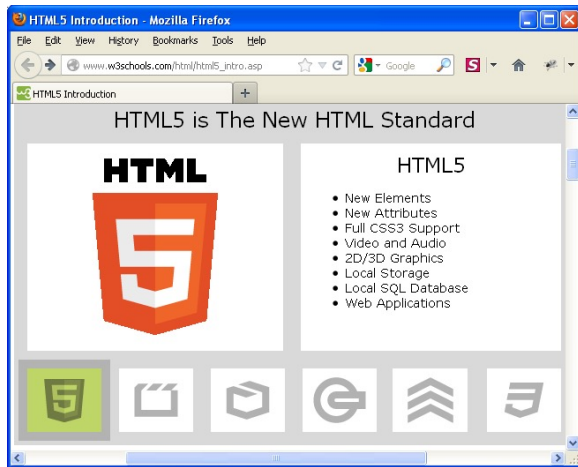 HTML5 Introduction - Mozilla Firefox
File Edit View History Bookmarks Tools Help
www.w3schools.com/html/html5_intro.asp
Google
S
HTML5 Introduction
HTML5 is The New HTML Standard
HTML
5
HTML5
New Elements
New Attributes
Full CSS3 Support
Video and Audio
2D/3D Graphics
Local Storage
Local SQL Database
Web Applications
5